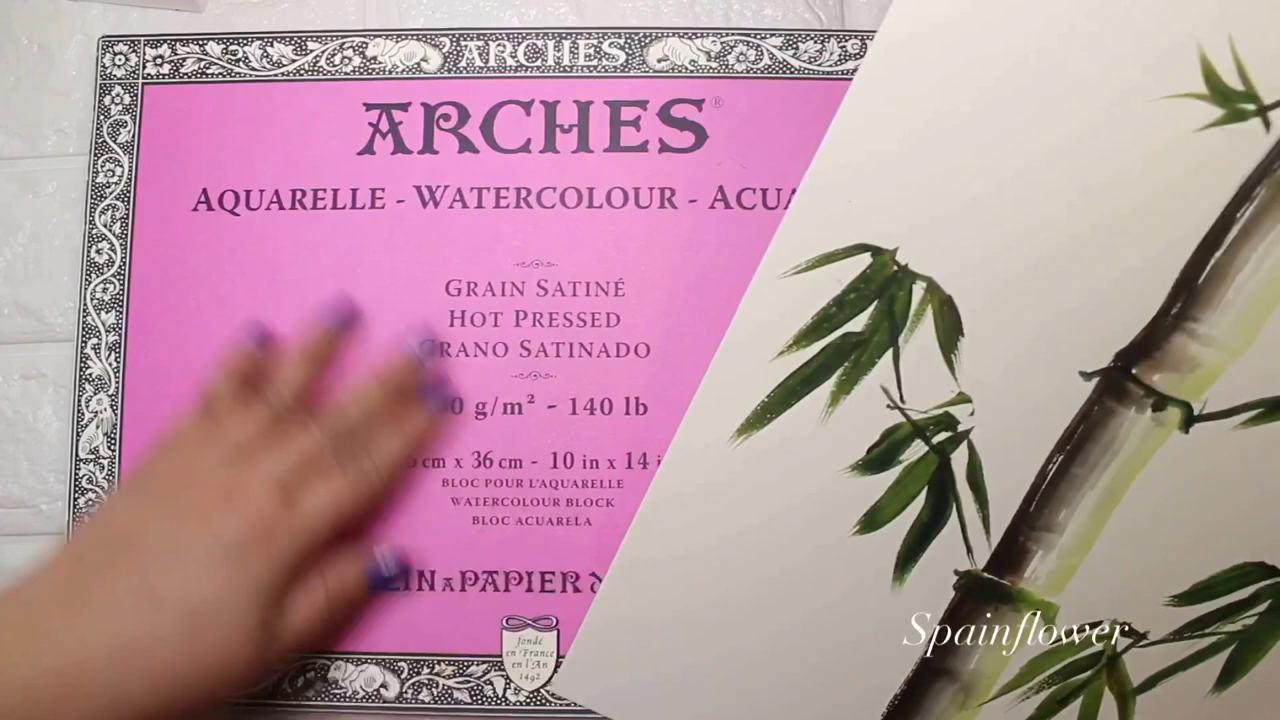 ARCHES
ARCHES®
AQUARELLE - WATERCOLOUR -
GRAIN SATINÉ
HOT PRESSED
GRANO SATINADO
g/m² - 140 lb
cm x 36 cm - 10 in x 14
BLOC POUR L'AQUARELLE
WATERCOLOUR BLOCK
BLOC ACUARELA
A PAPIER
fondé
en France
en l'An
1492
Spainflower